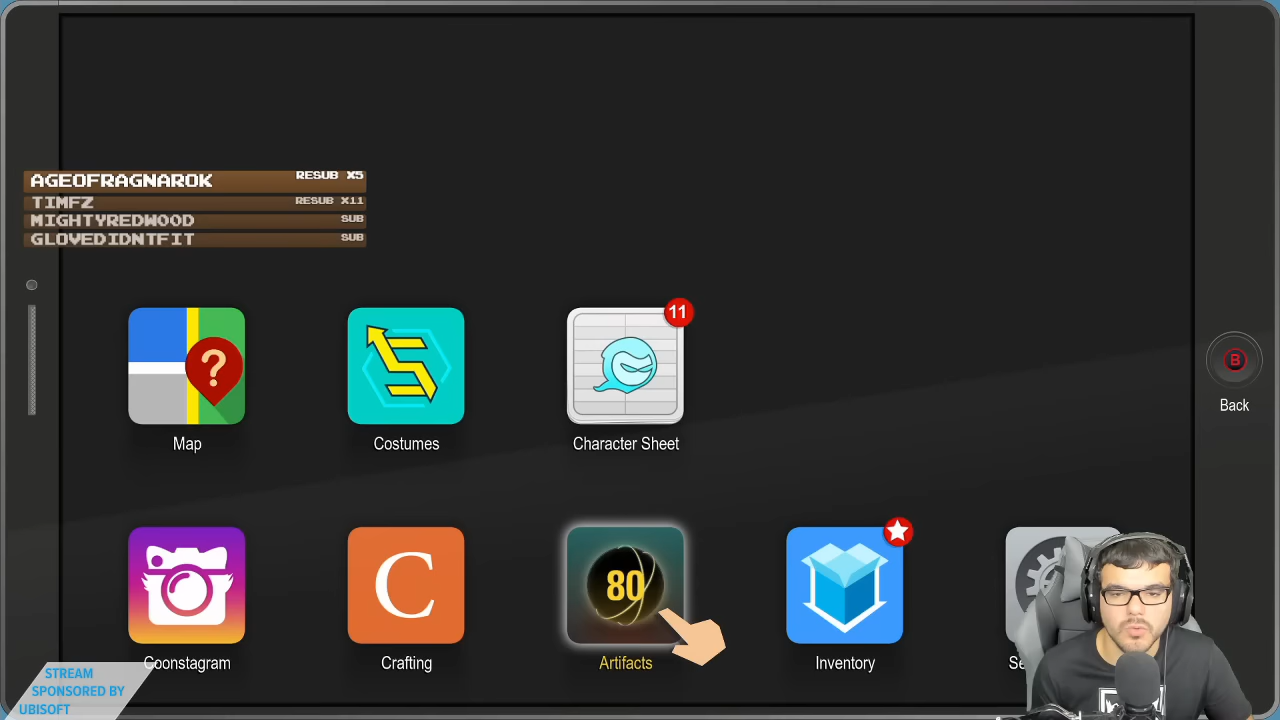 AGEOFRAGNAROK RESUB X5
TIMFZ RESUB X11
MIGHTYREDWOOD SUB
GLOVEDIDNTFIT SUB
?
11
Map
Costumes
Character Sheet
B
Back
C
80
Coonstagram
Crafting
Artifacts
Inventory
STREAM
SPONSORED BY
UBISOFT